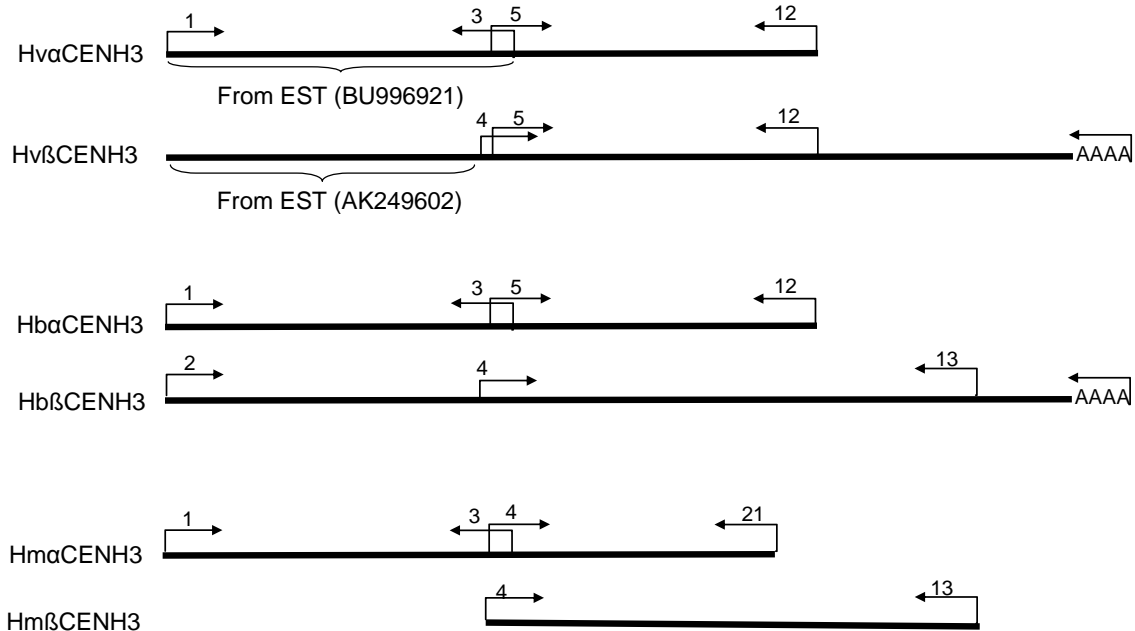 1 3 5 12
HvαCENH3
From EST (BU996921)
4 5 12
HvßCENH3 AAAA
From EST (AK249602)
1 3 5 12
HbαCENH3
2 4 13
HbßCENH3 AAAA
1 3 4 21
HmαCENH3
4 13
HmßCENH3